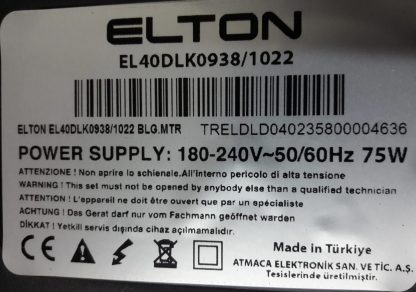 ELTON
EL40DLK0938/1022
ELTON EL40DLK0938/1022 BLG.MTR TRELDLD040235800004636
POWER SUPPLY: 180-240V~50/60Hz 75W
ATTENZIONE ! Non aprire lo schienale.All'interno pericolo di alta tensione
WARNING ! This set must not be opened by anybody else than a qualified technician
ATTENTION ! L'epareil ne doit être ouvert que par un spécialiste
ACHTUNG ! Das Gerat darf nur vom Fachmann geöffnet warden
DİKKAT ! Yetkili servis dışında cihaz açılmamalıdır.
CE
Made in Türkiye
ATMACA ELEKTRONİK SAN. VE TİC. A.Ş.
Tesislerinde üretilmiştir.